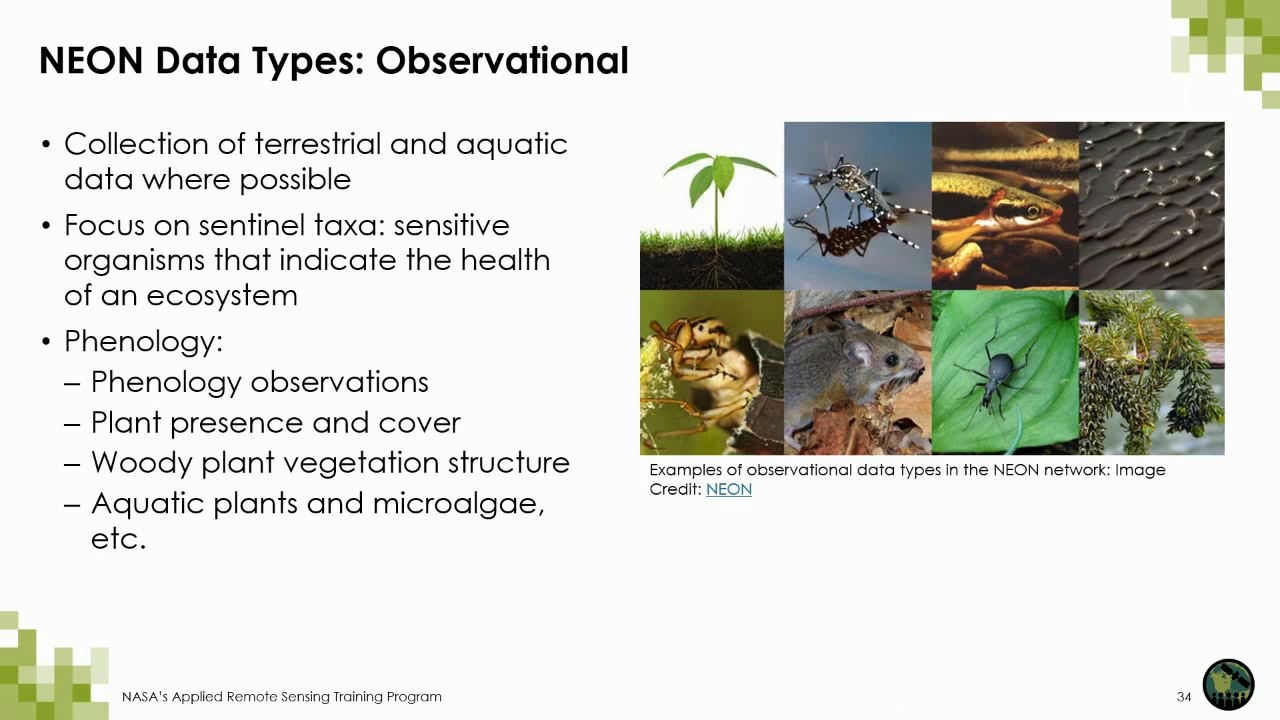 NEON Data Types: Observational
• Collection of terrestrial and aquatic
data where possible
• Focus on sentinel taxa: sensitive
organisms that indicate the health
of an ecosystem
• Phenology:
– Phenology observations
– Plant presence and cover
– Woody plant vegetation structure
– Aquatic plants and microalgae,
etc.
Examples of observational data types in the NEON network: Image
Credit: NEON
NASA's Applied Remote Sensing Training Program
34